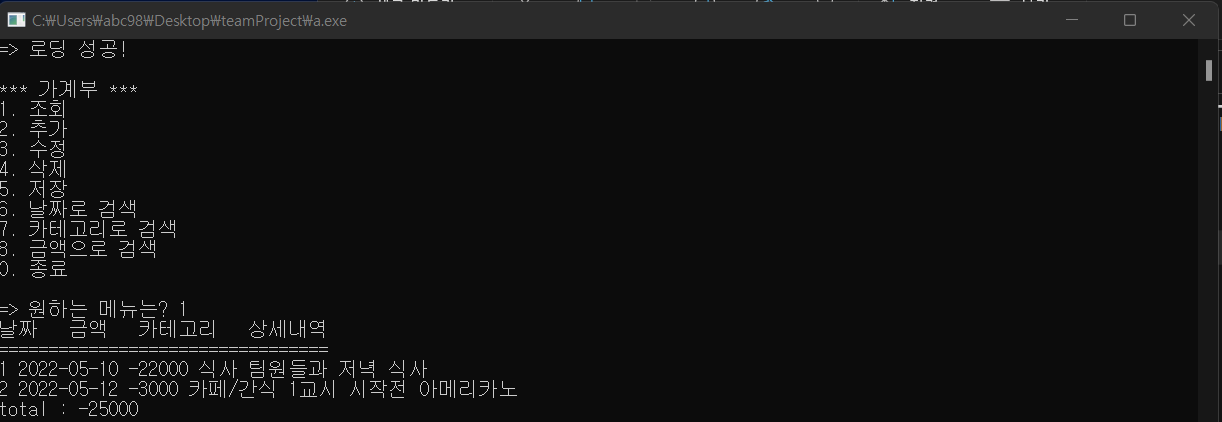 C:\Users\abc98\Desktop\teamProject\a.exe
=> 로딩 성공!
*** 가계부 ***
1. 조회
2. 추가
3. 수정
4. 삭제
5. 저장
6. 날짜로 검색
7. 카테고리로 검색
8. 금액으로 검색
0. 종료
=> 원하는 메뉴는? 1
날짜 금액 카테고리 상세내역
=================================
1 2022-05-10 -22000 식사 팀원들과 저녁 식사
2 2022-05-12 -3000 카페/간식 1교시 시작전 아메리카노
total : -25000